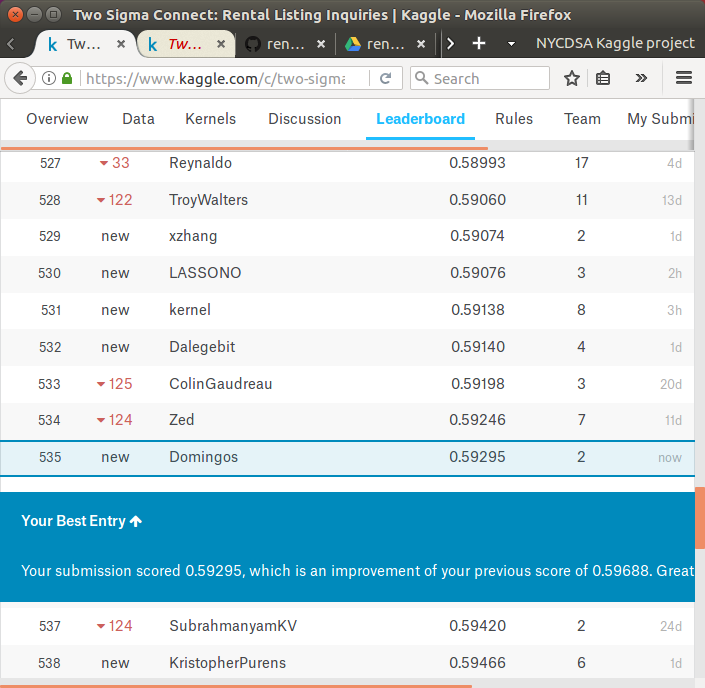 Two Sigma Connect: Rental Listing Inquiries | Kaggle - Mozilla Firefox
Tw... Tw... ren... ren... NYCDSA Kaggle project
https://www.kaggle.com/c/two-sigma Search
Overview Data Kernels Discussion Leaderboard Rules Team My Submi
527 33 Reynaldo 0.58993 17 4d
528 122 TroyWalters 0.59060 11 13d
529 new xzhang 0.59074 2 1d
530 new LASSONO 0.59076 3 2h
531 new kernel 0.59138 8 3h
532 new Dalegebit 0.59140 4 1d
533 125 ColinGaudreau 0.59198 3 20d
534 124 Zed 0.59246 7 11d
535 new Domingos 0.59295 2 now
Your Best Entry
Your submission scored 0.59295, which is an improvement of your previous score of 0.59688. Great
537 124 SubrahmanyamKV 0.59420 2 24d
538 new KristopherPurens 0.59466 6 1d